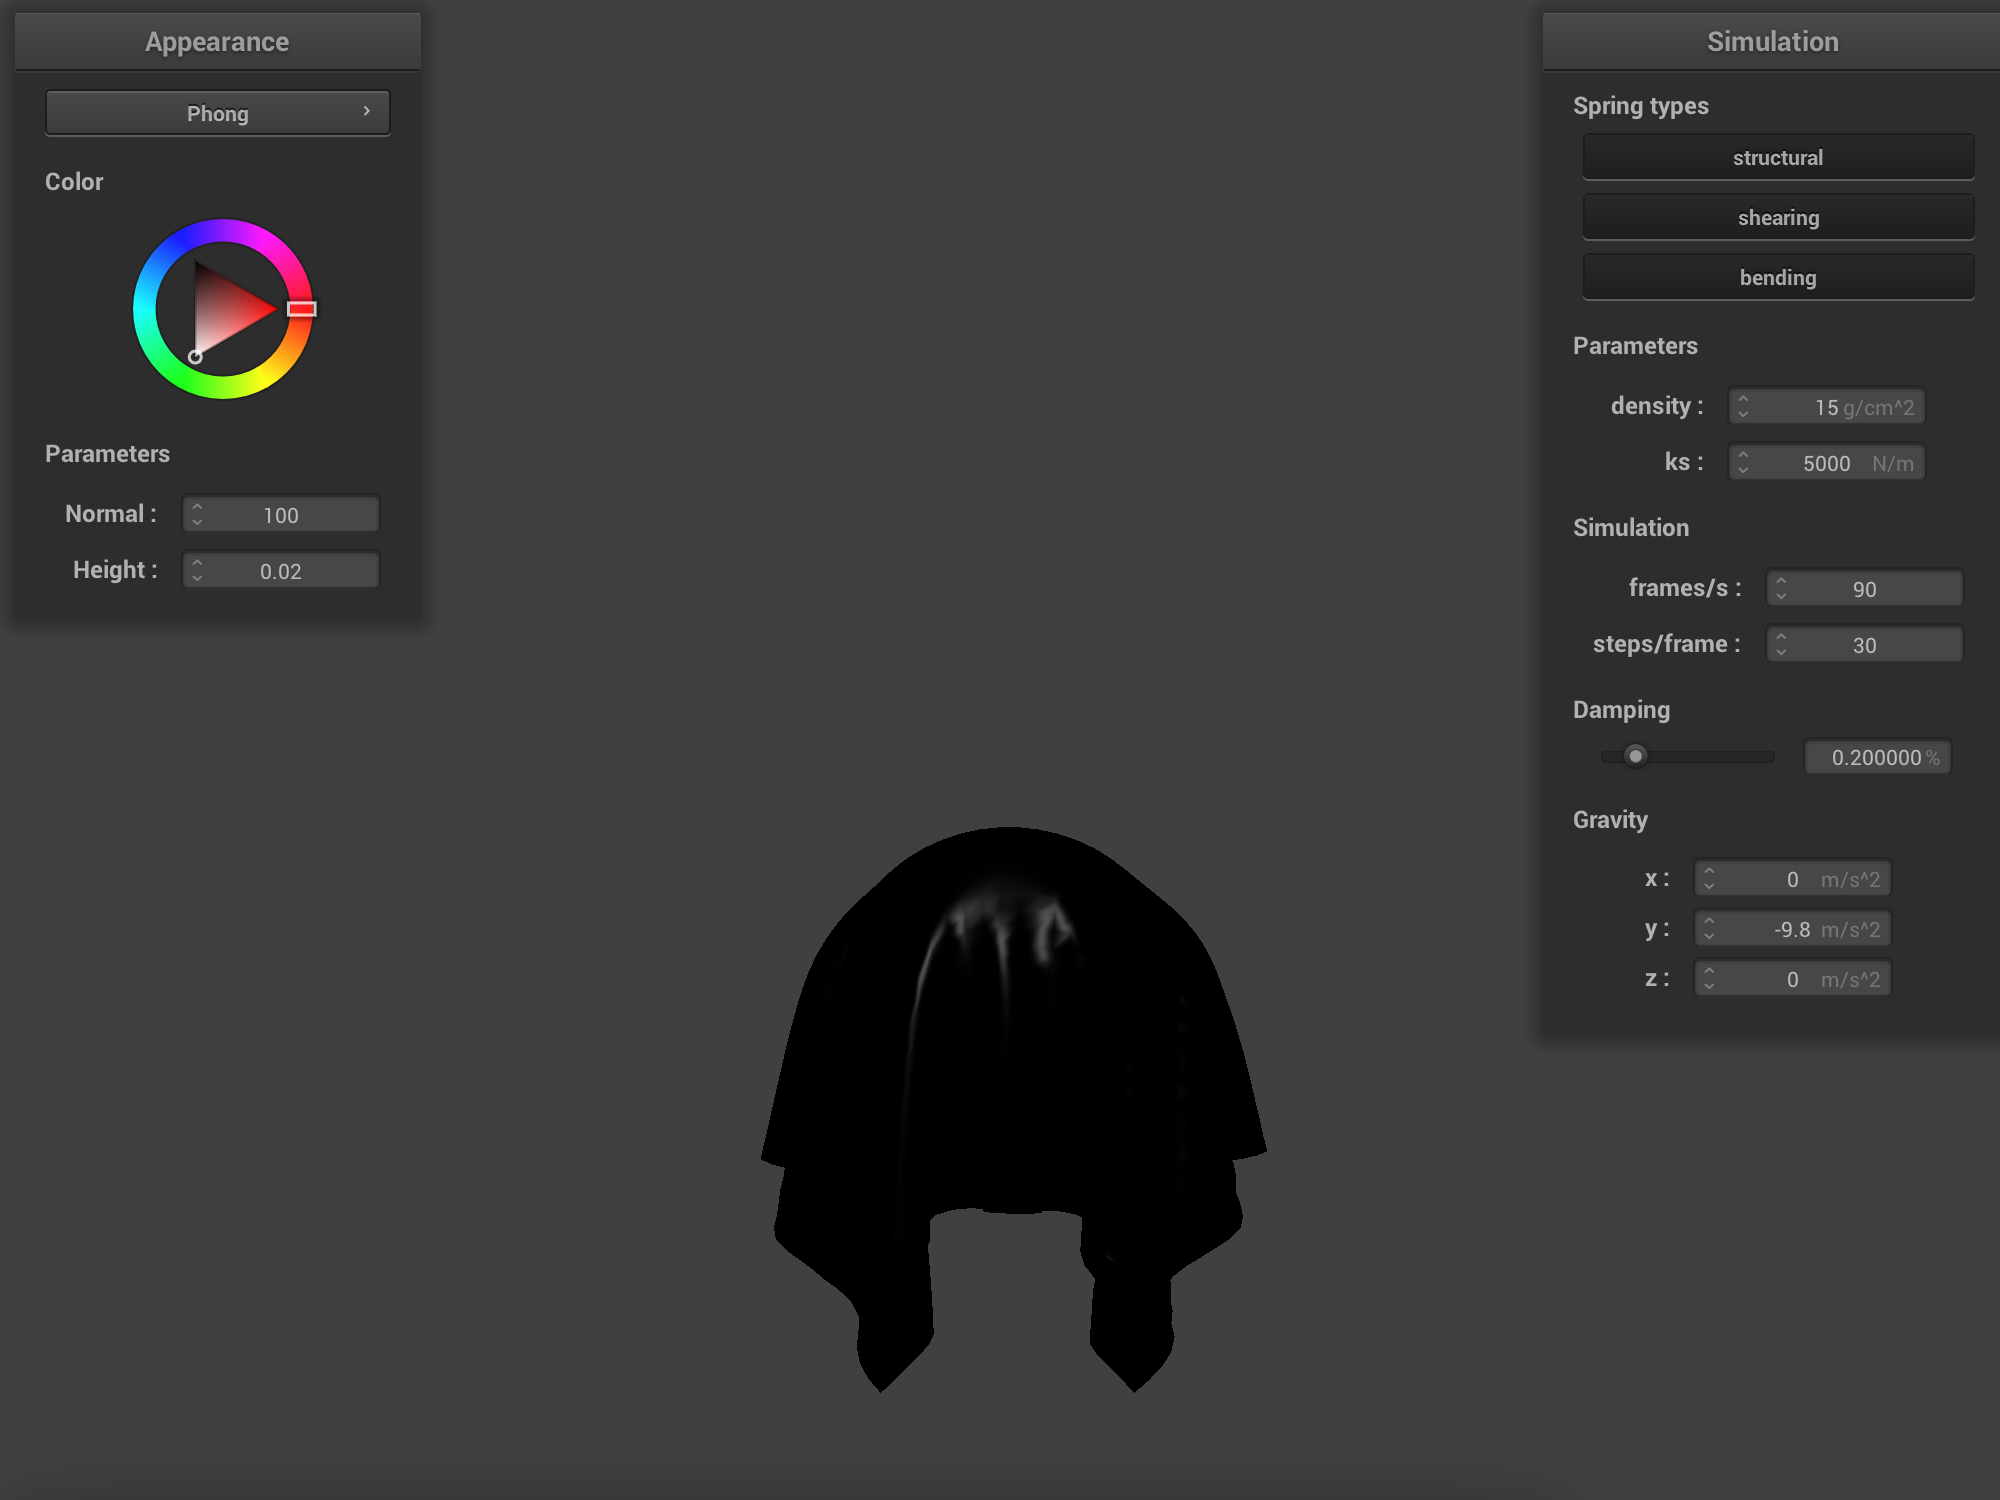 Appearance
Phong
Color
Parameters
Normal : 100
Height : 0.02
Simulation
Spring types
structural
shearing
bending
Parameters
density : 15 g/cm^2
ks : 5000 N/m
Simulation
frames/s : 90
steps/frame : 30
Damping
0.200000 %
Gravity
x : 0 m/s^2
y : -9.8 m/s^2
z : 0 m/s^2